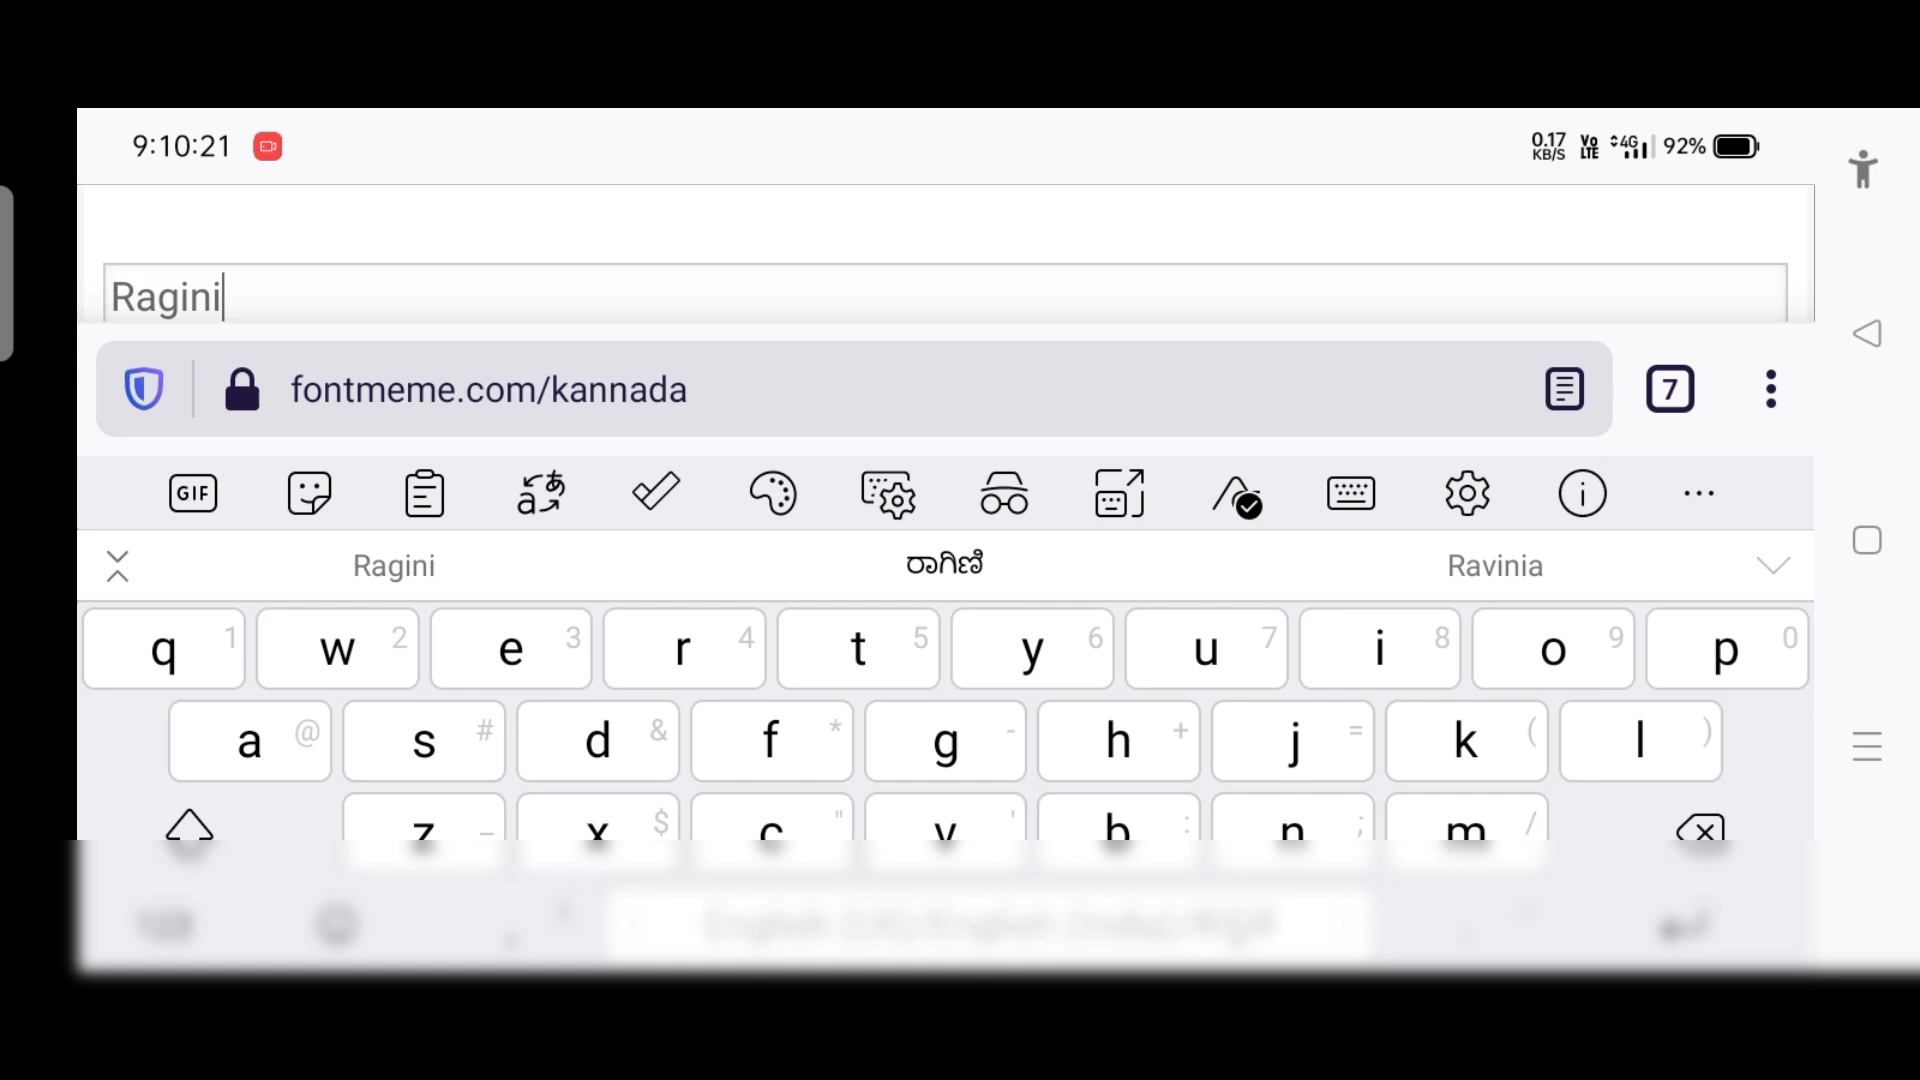 9:10:21 0.17 KB/S Vo LTE 4G 92%
Ragini
fontmeme.com/kannada 7
GIF
Ragini ರಾಗಿಣಿ Ravinia
q 1 w 2 e 3 r 4 t 5 y 6 u 7 i 8 o 9 p 0
a @ s # d & f * g - h + j = k ( l )
z _ x $ c " v ' b : n ; m /